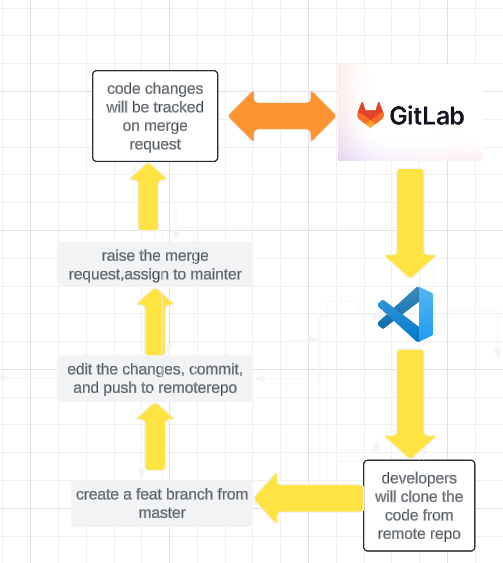 code changes
will be tracked
on merge
request
GitLab
raise the merge
request,assign to mainter
edit the changes, commit,
and push to remoterepo
create a feat branch from
master
developers
will clone the
code from
remote repo